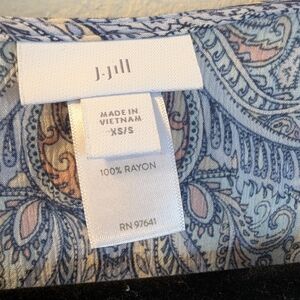 J.Jill
MADE IN
VIETNAM
XS/S
100% RAYON
RN 97641